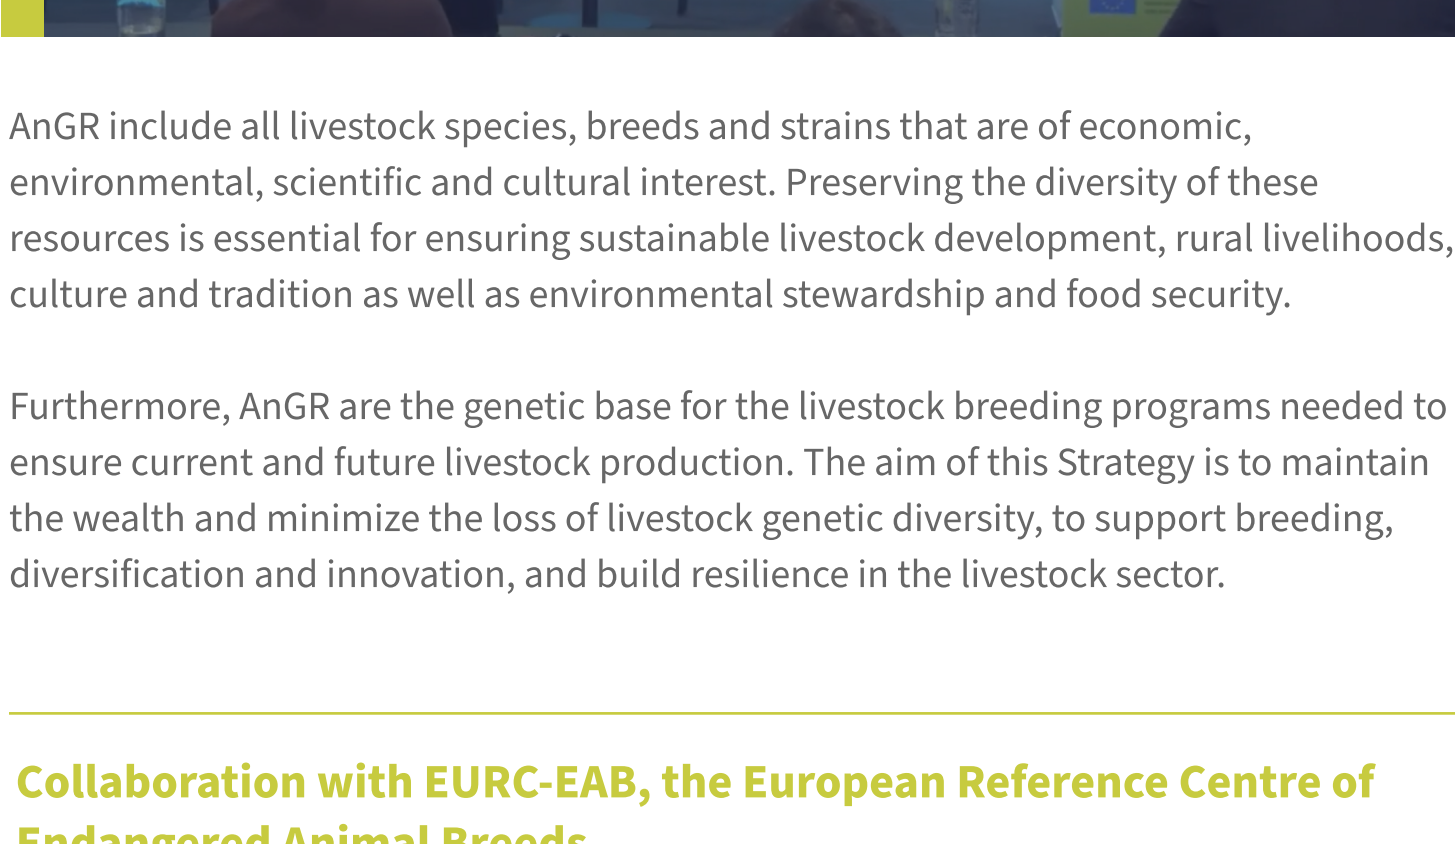 AnGR include all livestock species, breeds and strains that are of economic,
environmental, scientific and cultural interest. Preserving the diversity of these
resources is essential for ensuring sustainable livestock development, rural livelihoods,
culture and tradition as well as environmental stewardship and food security.
Furthermore, AnGR are the genetic base for the livestock breeding programs needed to
ensure current and future livestock production. The aim of this Strategy is to maintain
the wealth and minimize the loss of livestock genetic diversity, to support breeding,
diversification and innovation, and build resilience in the livestock sector.
Collaboration with EURC-EAB, the European Reference Centre of
Endangered Animal Breeds